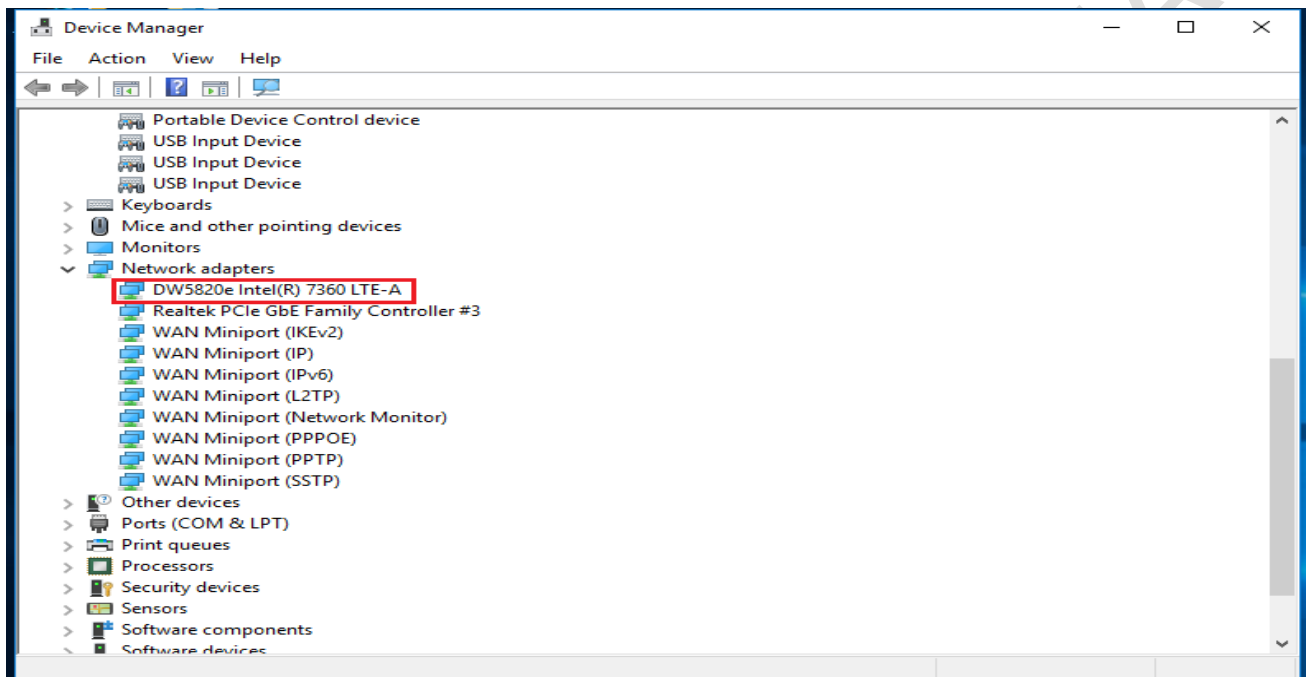 Device Manager
File Action View Help
Portable Device Control device
USB Input Device
USB Input Device
USB Input Device
Keyboards
Mice and other pointing devices
Monitors
Network adapters
DW5820e Intel(R) 7360 LTE-A
Realtek PCIe GbE Family Controller #3
WAN Miniport (IKEv2)
WAN Miniport (IP)
WAN Miniport (IPv6)
WAN Miniport (L2TP)
WAN Miniport (Network Monitor)
WAN Miniport (PPPOE)
WAN Miniport (PPTP)
WAN Miniport (SSTP)
Other devices
Ports (COM & LPT)
Print queues
Processors
Security devices
Sensors
Software components
Software devices